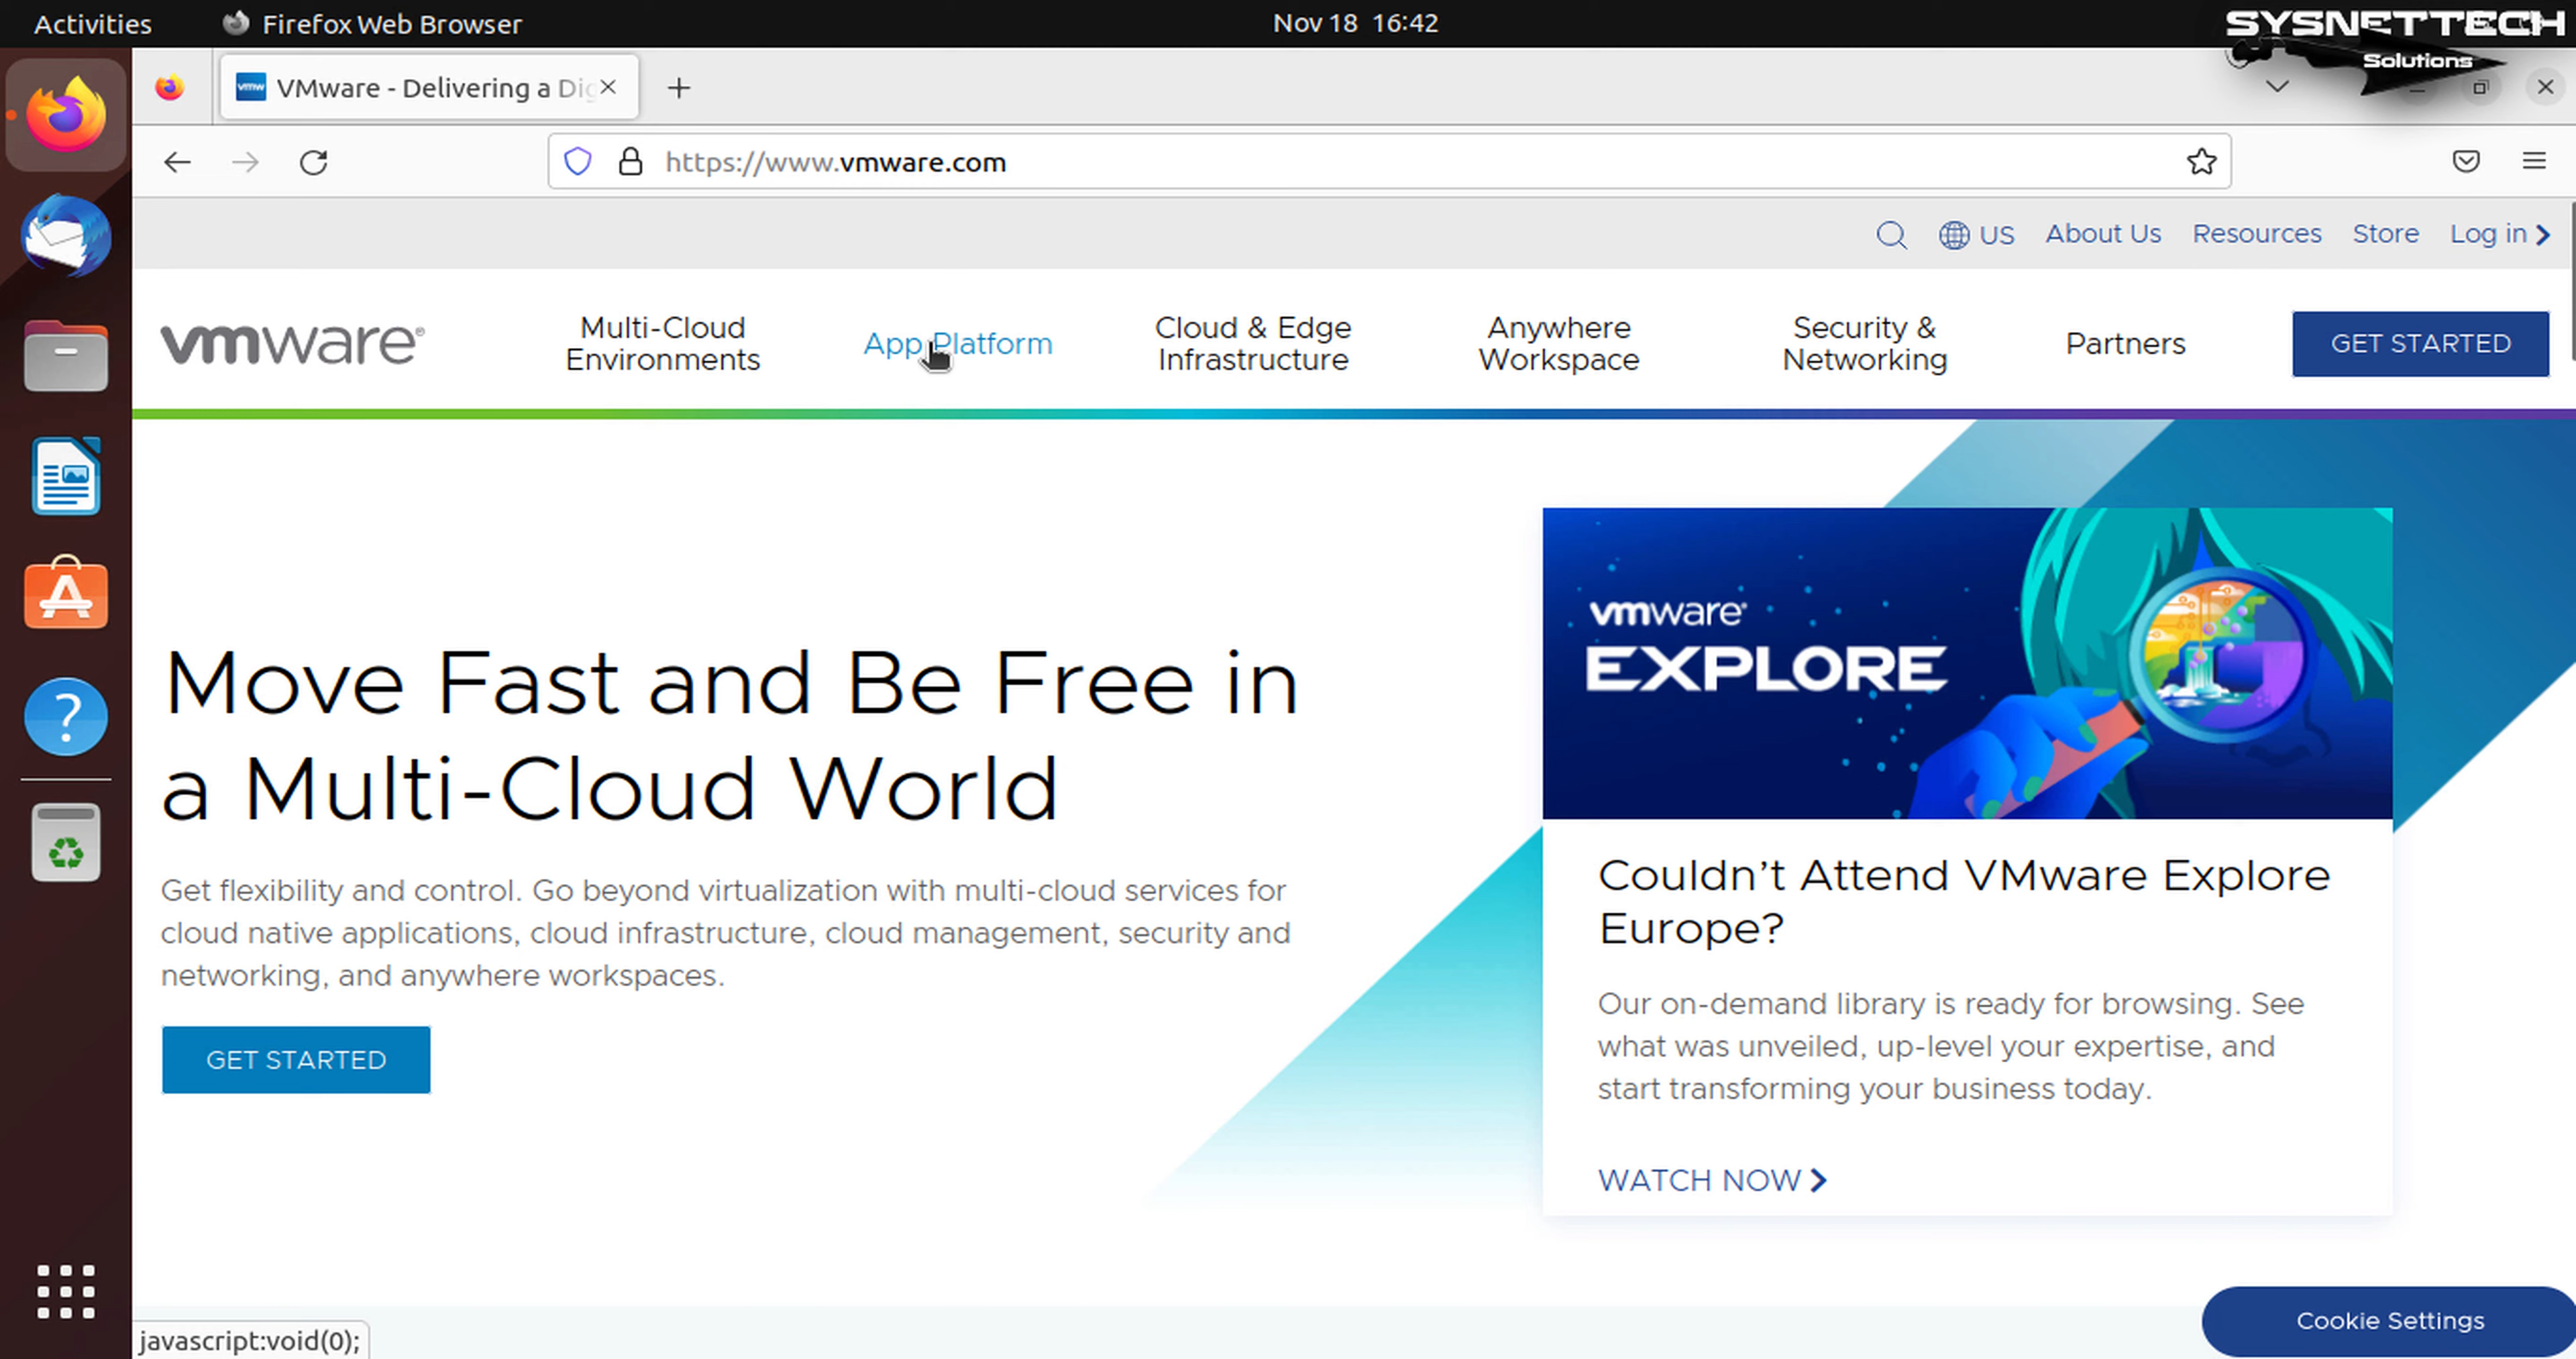 Activities
Firefox Web Browser
Nov 18 16:42
SYSNETTECH
Solutions
vmw VMware - Delivering a Dig
https://www.vmware.com
US
About Us
Resources
Store
Log in
vmware®
Multi-Cloud
Environments
App Platform
Cloud & Edge
Infrastructure
Anywhere
Workspace
Security &
Networking
Partners
GET STARTED
Move Fast and Be Free in
a Multi-Cloud World
Get flexibility and control. Go beyond virtualization with multi-cloud services for
cloud native applications, cloud infrastructure, cloud management, security and
networking, and anywhere workspaces.
GET STARTED
vmware®
EXPLORE
Couldn’t Attend VMware Explore
Europe?
Our on-demand library is ready for browsing. See
what was unveiled, up-level your expertise, and
start transforming your business today.
WATCH NOW
Cookie Settings
javascript:void(0);